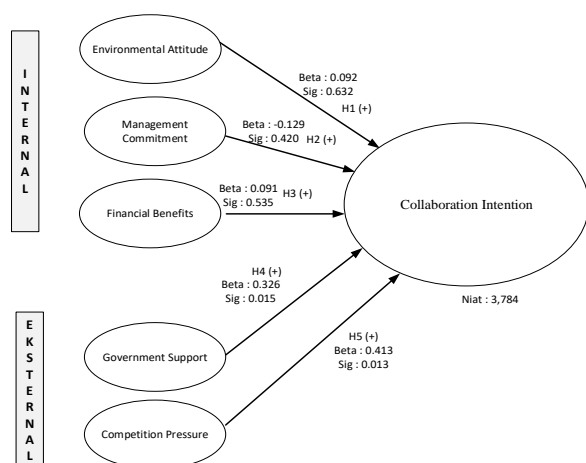 INTERNAL
Environmental Attitude
Beta : 0.092
Sig : 0.632
H1 (+)
Management
Commitment
Beta : -0.129
Sig : 0.420
H2 (+)
Financial Benefits
Beta : 0.091
Sig : 0.535
H3 (+)
Collaboration Intention
Niat : 3,784
EKSTERNAL
Government Support
H4 (+)
Beta : 0.326
Sig : 0.015
Competition Pressure
H5 (+)
Beta : 0.413
Sig : 0.013